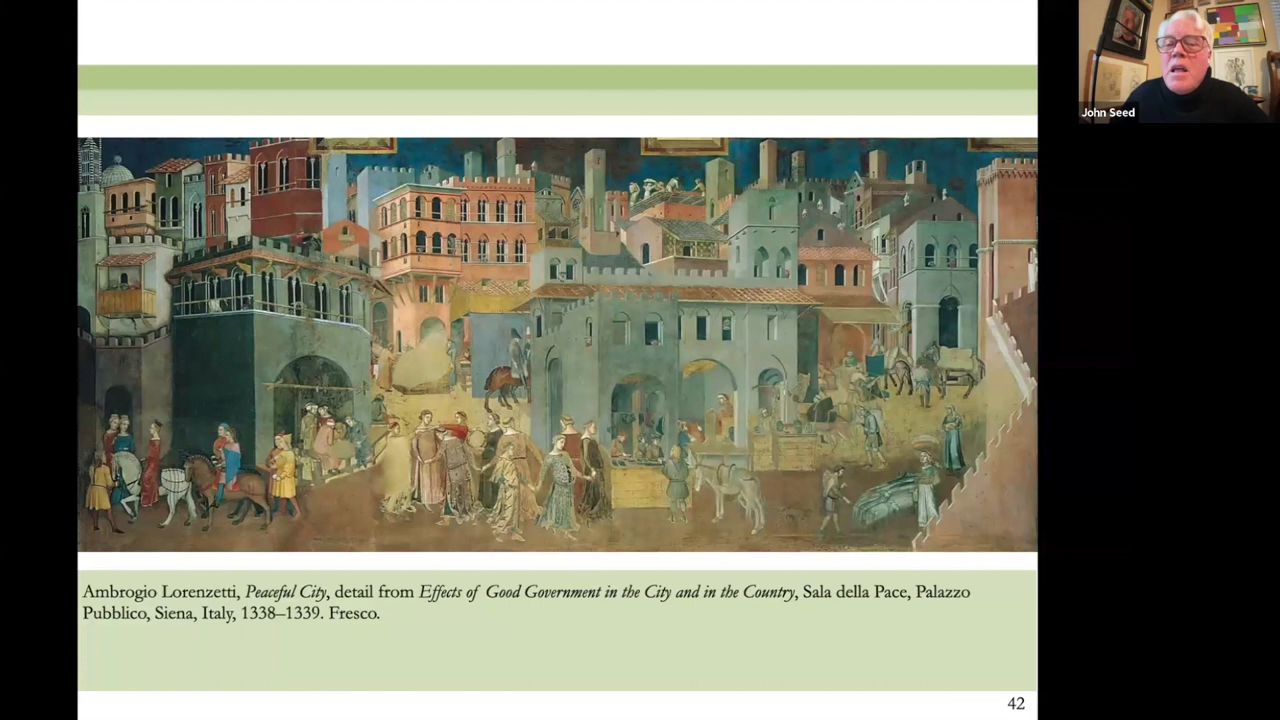 John Seed
Ambrogio Lorenzetti, Peaceful City, detail from Effects of Good Government in the City and in the Country, Sala della Pace, Palazzo
Pubblico, Siena, Italy, 1338–1339. Fresco.
42